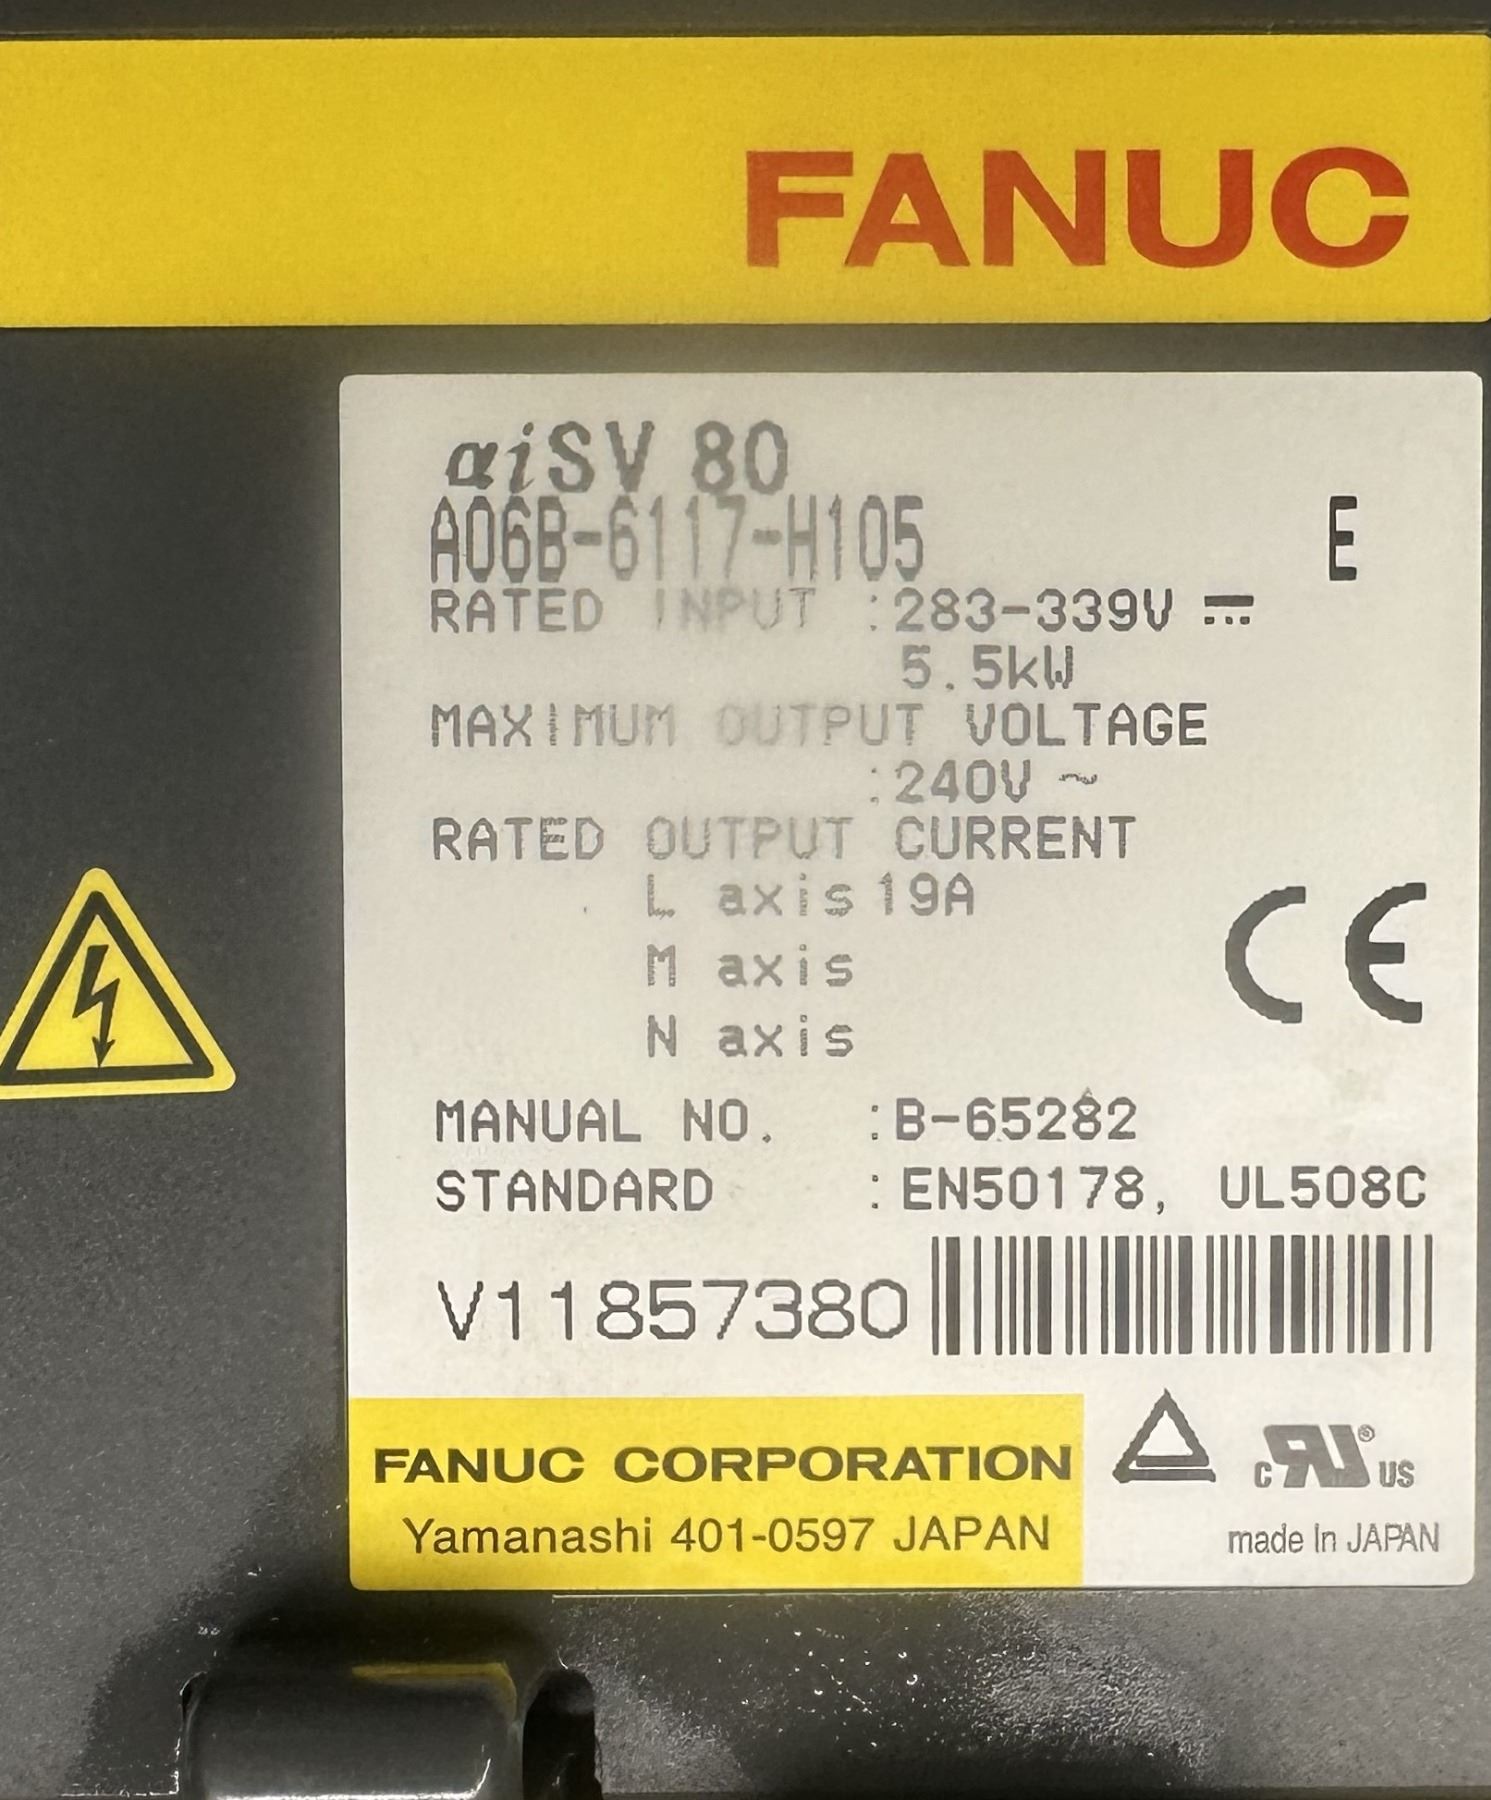 FANUC
αiSV 80
A06B-6117-H105 E
RATED INPUT :283-339V ⎓
5.5kW
MAXIMUM OUTPUT VOLTAGE
:240V ~
RATED OUTPUT CURRENT
L axis 19A
M axis
N axis
CE
MANUAL NO. :B-65282
STANDARD :EN50178, UL508C
V11857380
FANUC CORPORATION
Yamanashi 401-0597 JAPAN
c RU ® US
made in JAPAN